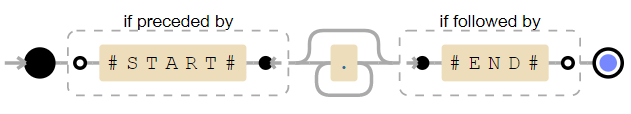 if preceded by
if followed by
#START#
.
#END#